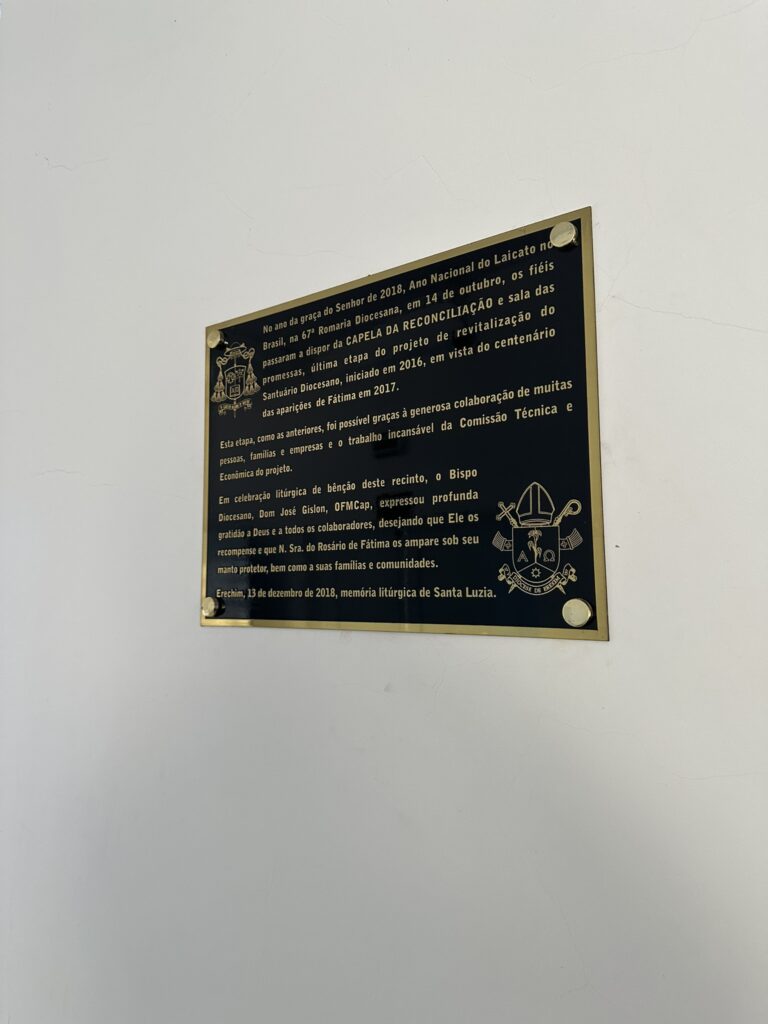 No ano da graça do Senhor de 2018, Ano Nacional do Laicato no
Brasil, na 67ª Romaria Diocesana, em 14 de outubro, os fiéis
passaram a dispor da CAPELA DA RECONCILIAÇÃO e sala das
promessas, última etapa do projeto de revitalização do
Santuário Diocesano, iniciado em 2016, em vista do centenário
das aparições de Fátima em 2017.
Esta etapa, como as anteriores, foi possível graças à generosa colaboração de muitas
pessoas, famílias e empresas e o trabalho incansável da Comissão Técnica e
Econômica do projeto.
Em celebração litúrgica de bênção deste recinto, o Bispo
Diocesano, Dom José Gislon, OFMCap, expressou profunda
gratidão a Deus e a todos os colaboradores, desejando que Ele os
recompense e que N. Sra. do Rosário de Fátima os ampare sob seu
manto protetor, bem como a suas famílias e comunidades.
Α Ω
DIOCESE DE EREXIM
Erechim, 13 de dezembro de 2018, memória litúrgica de Santa Luzia.